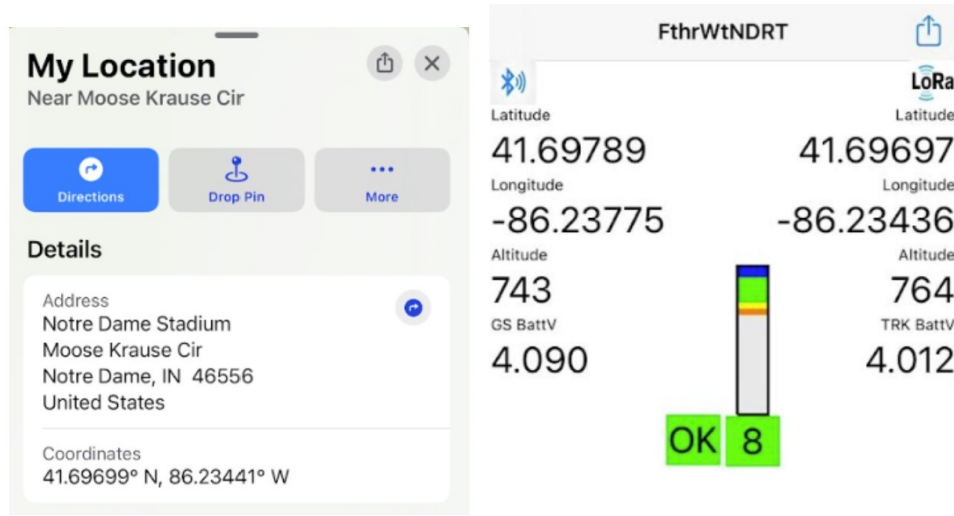 My Location
Near Moose Krause Cir
Directions
Drop Pin
More
Details
Address
Notre Dame Stadium
Moose Krause Cir
Notre Dame, IN 46556
United States
Coordinates
41.69699° N, 86.23441° W
FthrWtNDRT
LoRa
Latitude
Latitude
41.69789
41.69697
Longitude
Longitude
-86.23775
-86.23436
Altitude
Altitude
743
764
GS BattV
TRK BattV
4.090
4.012
OK 8